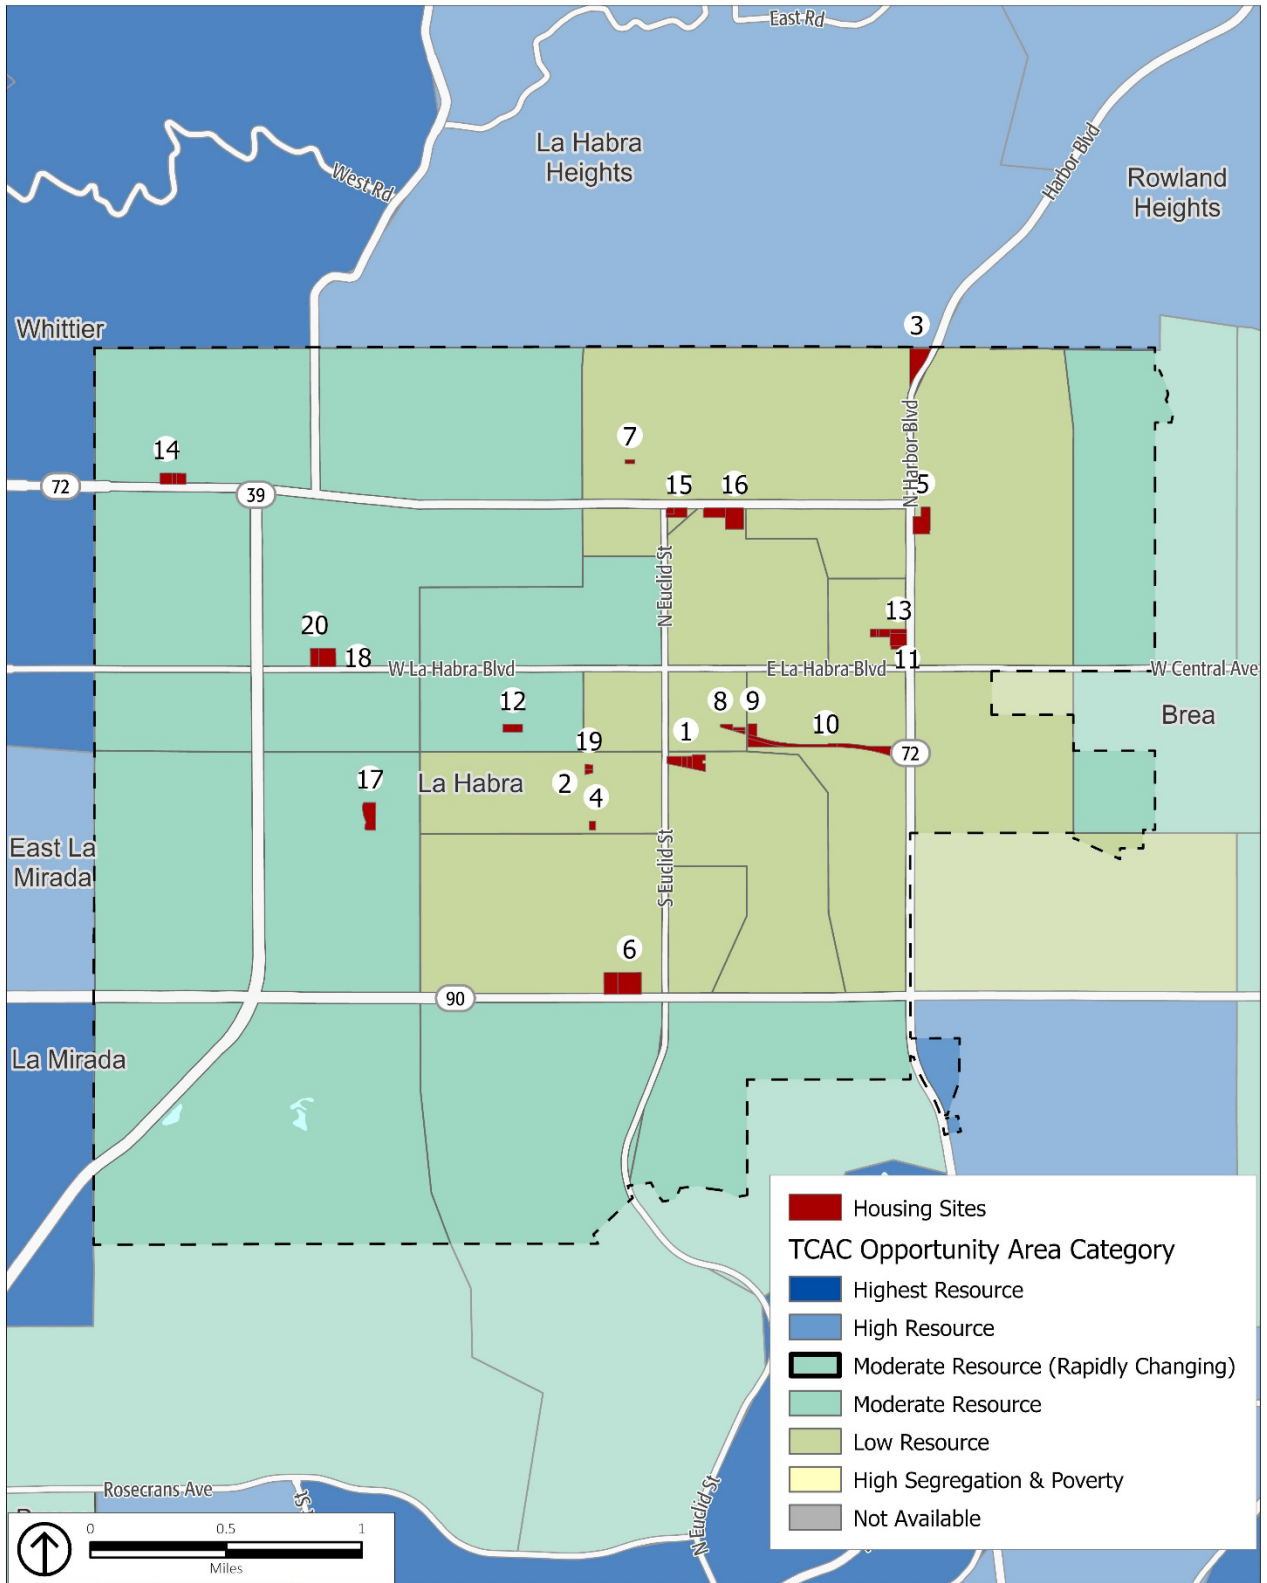 East Rd
La Habra
Heights
Harbor Blvd
West Rd
Rowland
Heights
Whittier
3
14
7
N Harbor Blvd
72
39
15
16
5
N Euclid St
20
18
13
W La Habra Blvd
E La Habra Blvd
11
W Central Ave
12
8
9
10
Brea
1
72
19
17
La Habra
2
4
East La
Mirada
S Euclid St
6
90
La Mirada
Housing Sites
TCAC Opportunity Area Category
Highest Resource
High Resource
Moderate Resource (Rapidly Changing)
Moderate Resource
Low Resource
High Segregation & Poverty
Not Available
Rosecrans Ave
St
N Euclid St
0
0.5
1
Miles